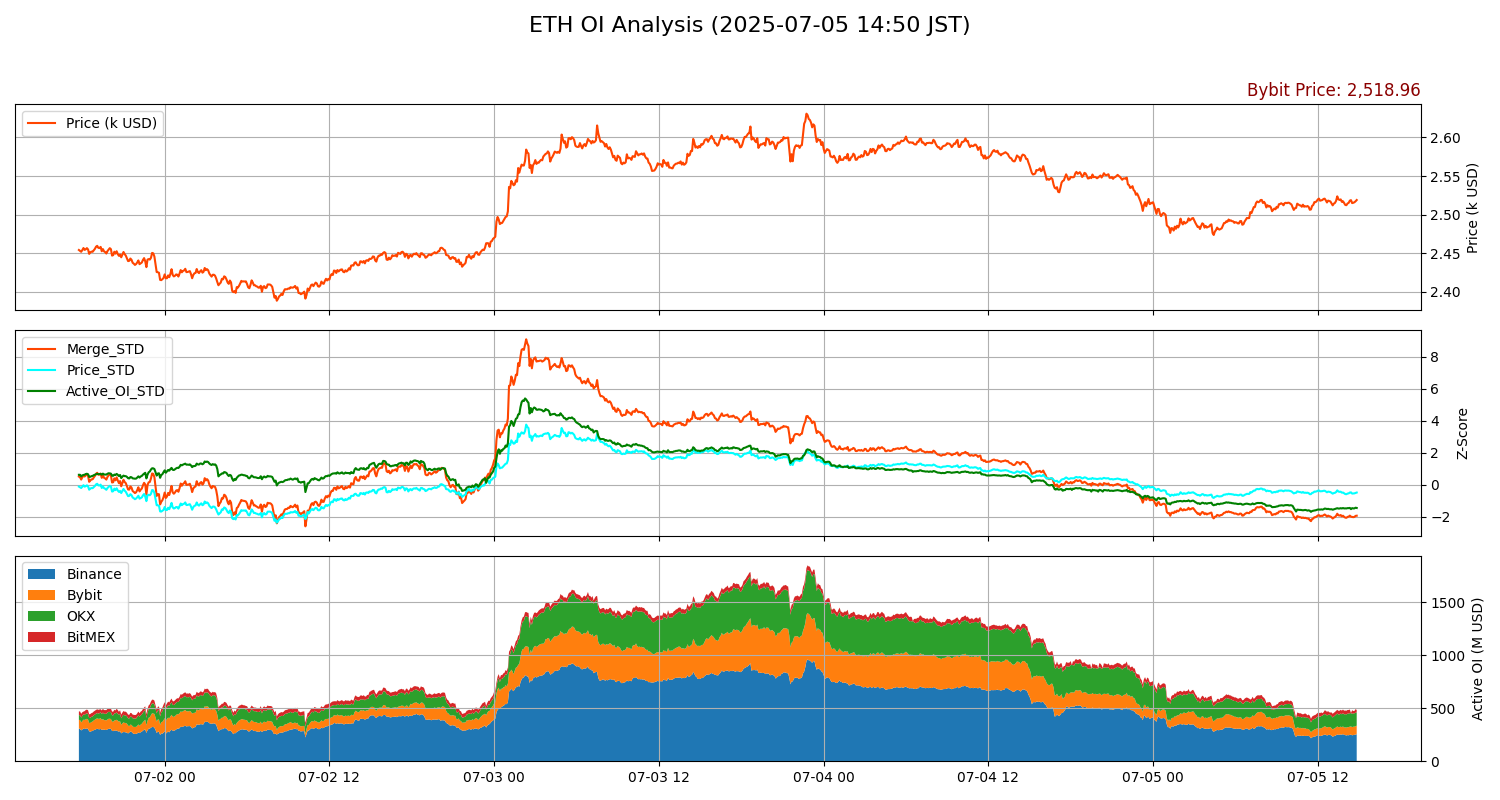 ETH OI Analysis (2025-07-05 14:50 JST)
Bybit Price: 2,518.96
Price (k USD)
2.60
2.55
2.50
2.45
2.40
Price (k USD)
Merge_STD
Price_STD
Active_OI_STD
8
6
4
2
0
−2
Z-Score
Binance
Bybit
OKX
BitMEX
1500
1000
500
0
Active OI (M USD)
07-02 00
07-02 12
07-03 00
07-03 12
07-04 00
07-04 12
07-05 00
07-05 12